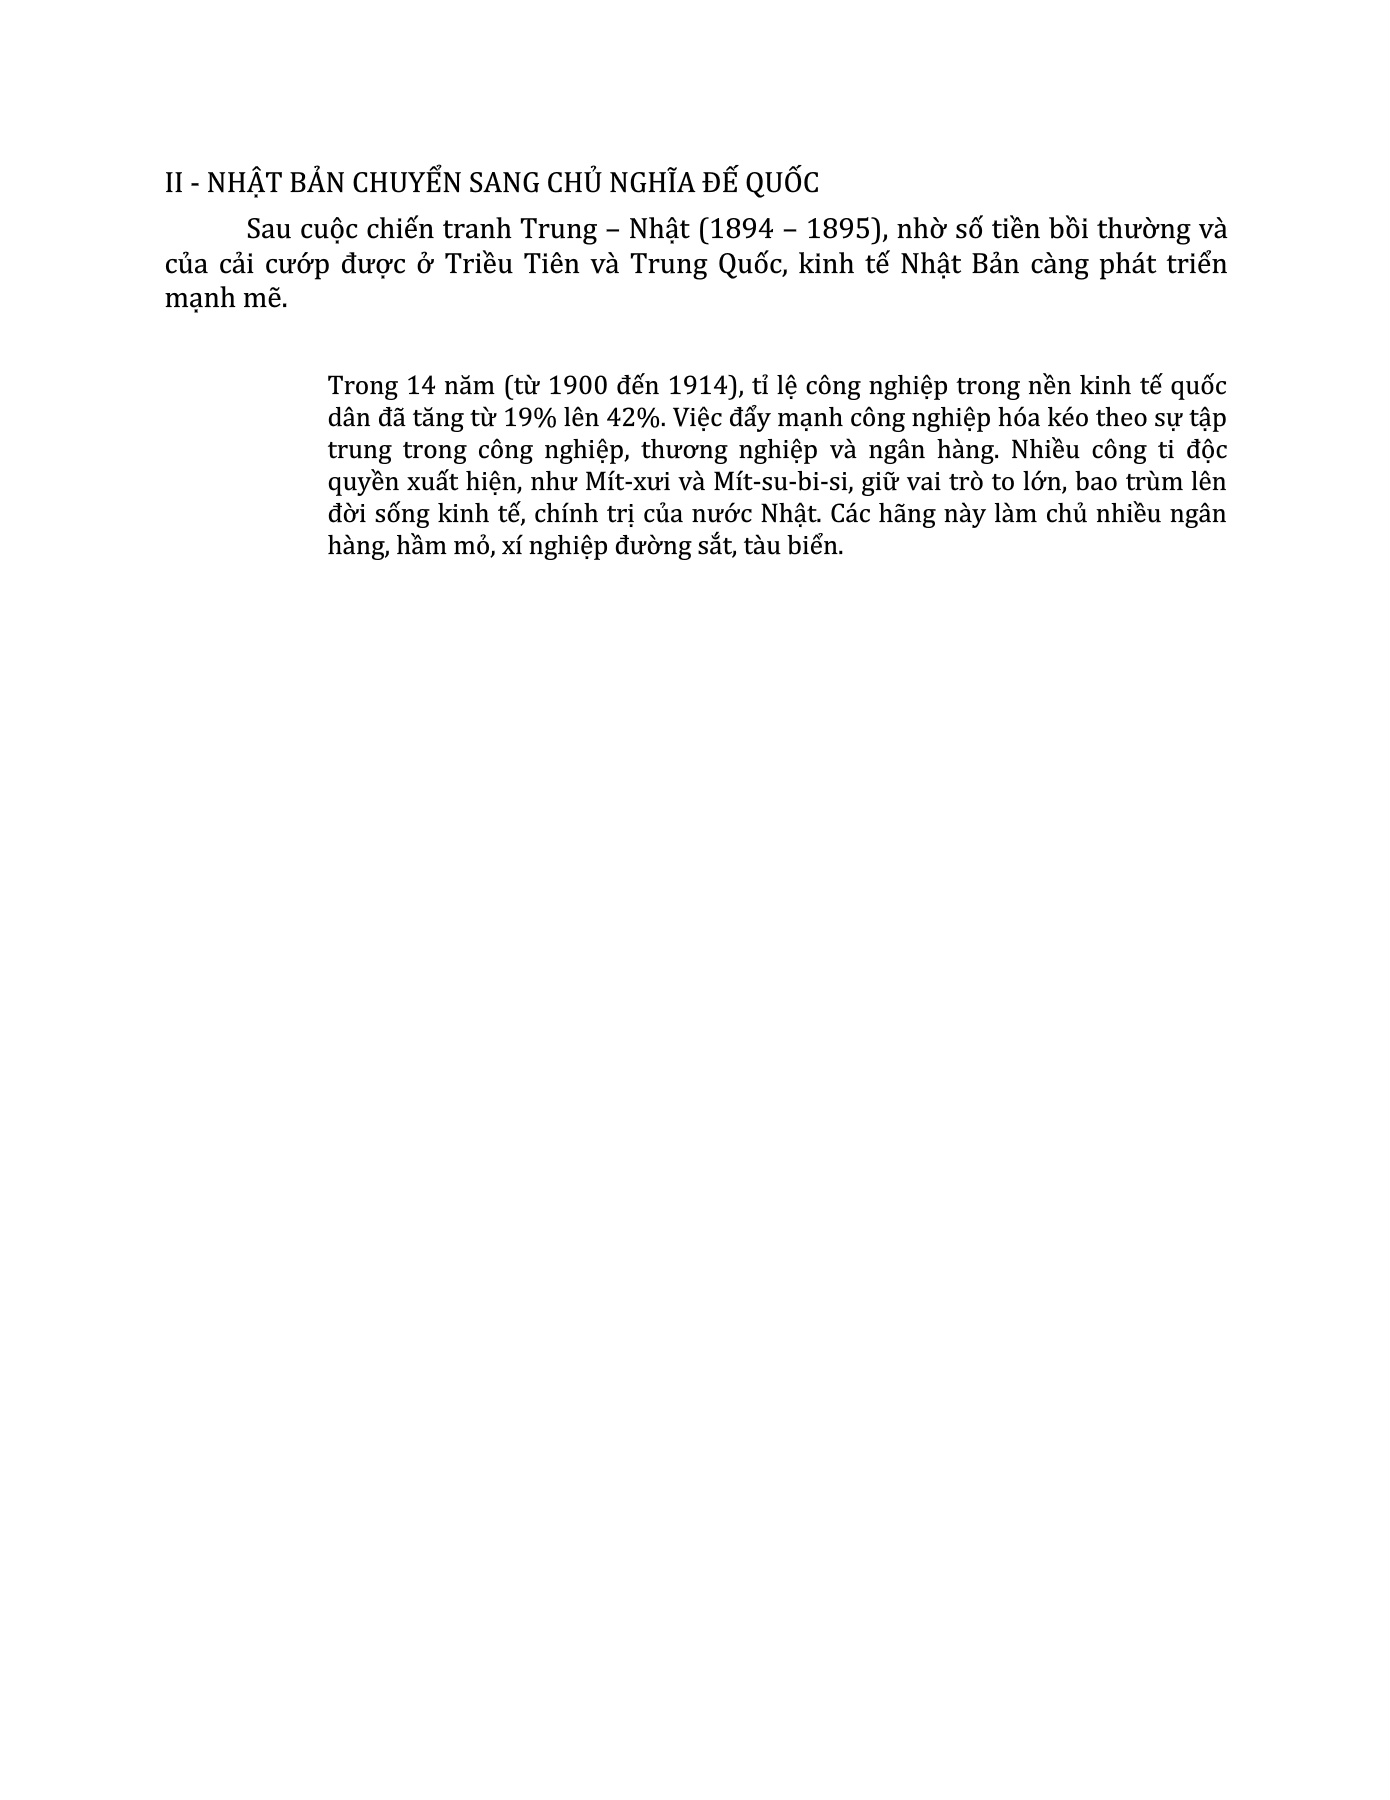 II - NHẬT BẢN CHUYỂN SANG CHỦ NGHĨA ĐẾ QUỐC
Sau cuộc chiến tranh Trung – Nhật (1894 – 1895), nhờ số tiền bồi thường và
của cải cướp được ở Triều Tiên và Trung Quốc, kinh tế Nhật Bản càng phát triển
mạnh mẽ.
Trong 14 năm (từ 1900 đến 1914), tỉ lệ công nghiệp trong nền kinh tế quốc
dân đã tăng từ 19% lên 42%. Việc đẩy mạnh công nghiệp hóa kéo theo sự tập
trung trong công nghiệp, thương nghiệp và ngân hàng. Nhiều công ti độc
quyền xuất hiện, như Mít-xưi và Mít-su-bi-si, giữ vai trò to lớn, bao trùm lên
đời sống kinh tế, chính trị của nước Nhật. Các hãng này làm chủ nhiều ngân
hàng, hầm mỏ, xí nghiệp đường sắt, tàu biển.